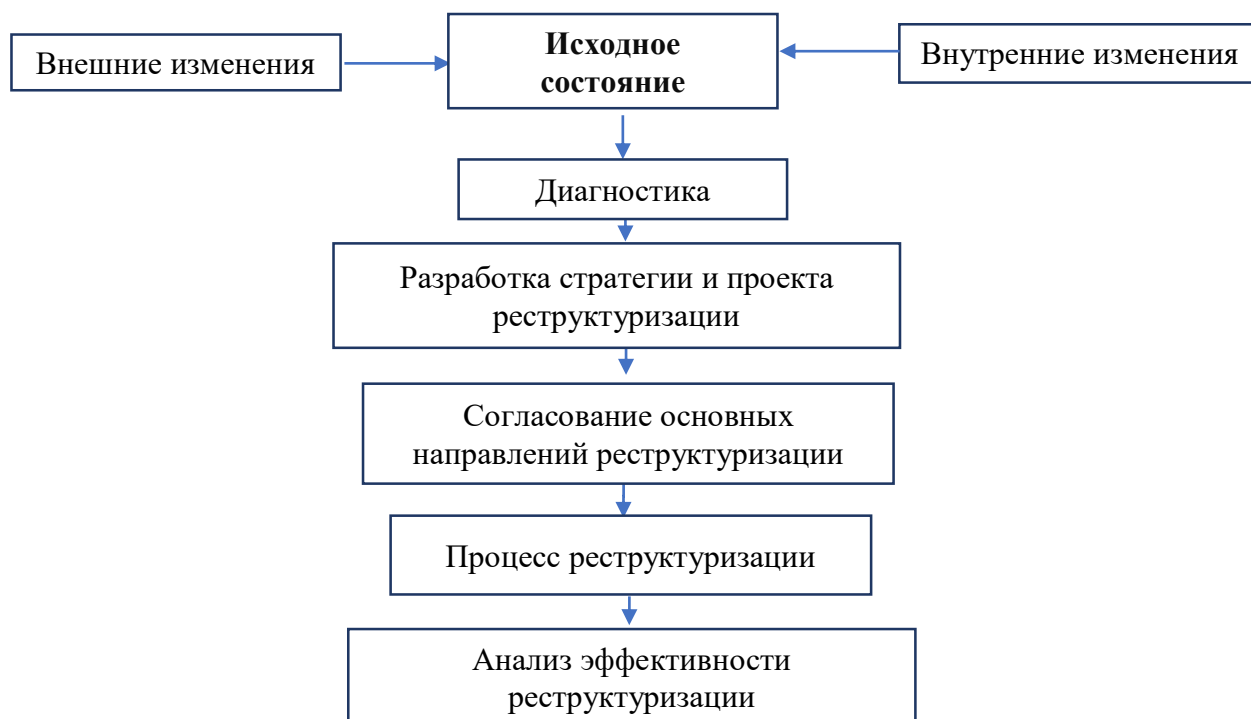 Внешние изменения
Исходное
состояние
Внутренние изменения
Диагностика
Разработка стратегии и проекта
реструктуризации
Согласование основных
направлений реструктуризации
Процесс реструктуризации
Анализ эффективности
реструктуризации